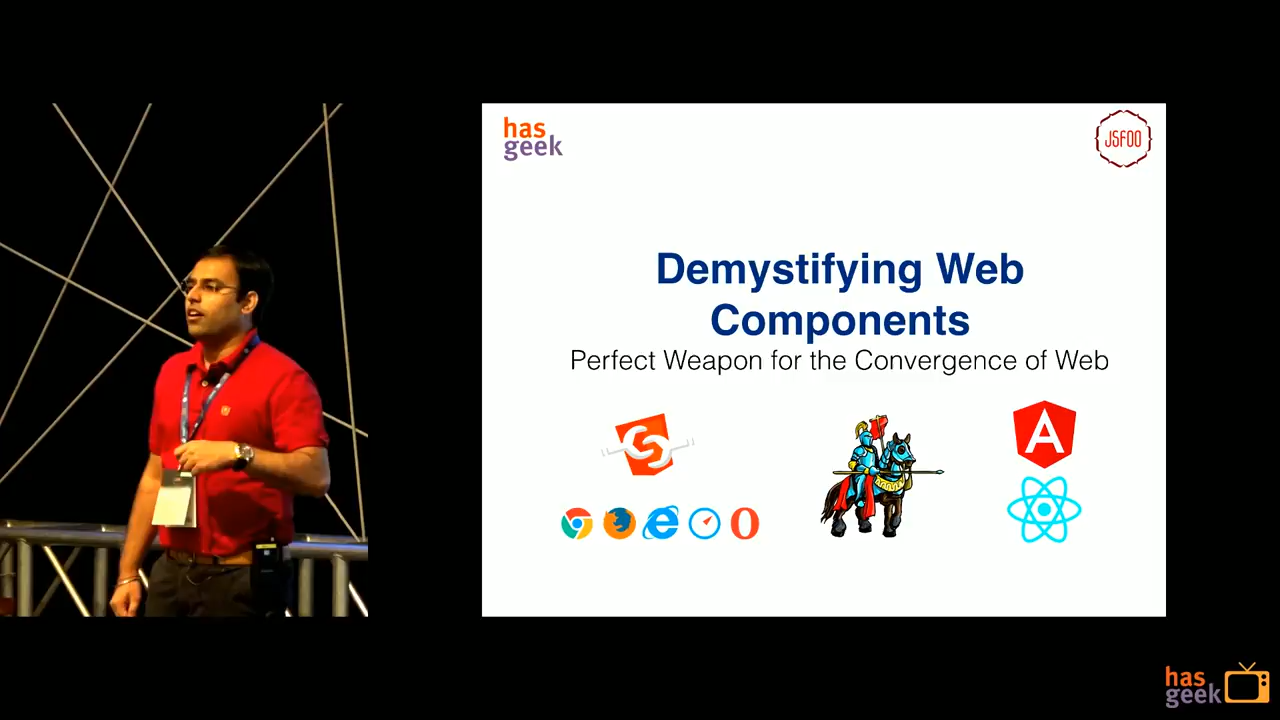 has
geek
JSFOO
Demystifying Web
Components
Perfect Weapon for the Convergence of Web
has
geek